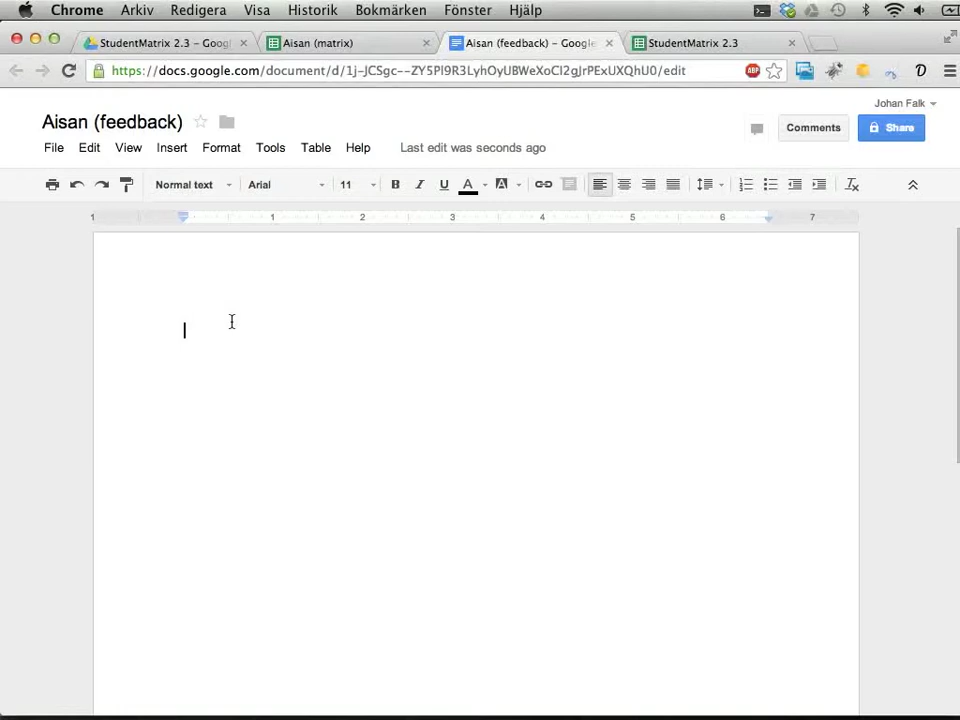 Chrome Arkiv Redigera Visa Historik Bokmärken Fönster Hjälp
StudentMatrix 2.3 – Googl Aisan (matrix) Aisan (feedback) – Google StudentMatrix 2.3
https://docs.google.com/document/d/1j-JCSgc--ZY5Pl9R3LyhOyUBWeXoCl2gJrPExUXQhU0/edit ABP
Johan Falk
Aisan (feedback) Comments Share
File Edit View Insert Format Tools Table Help Last edit was seconds ago
Normal text Arial 11 B I U A A
1 1 2 3 4 5 6 7